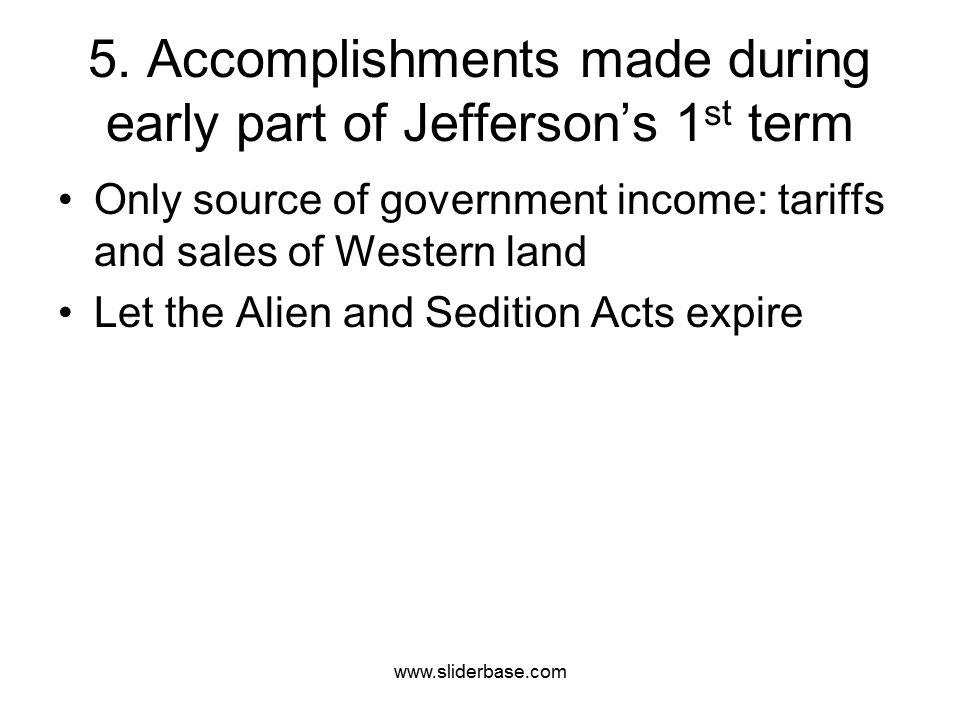 5. Accomplishments made during
early part of Jefferson’s 1st term
• Only source of government income: tariffs
and sales of Western land
• Let the Alien and Sedition Acts expire
www.sliderbase.com